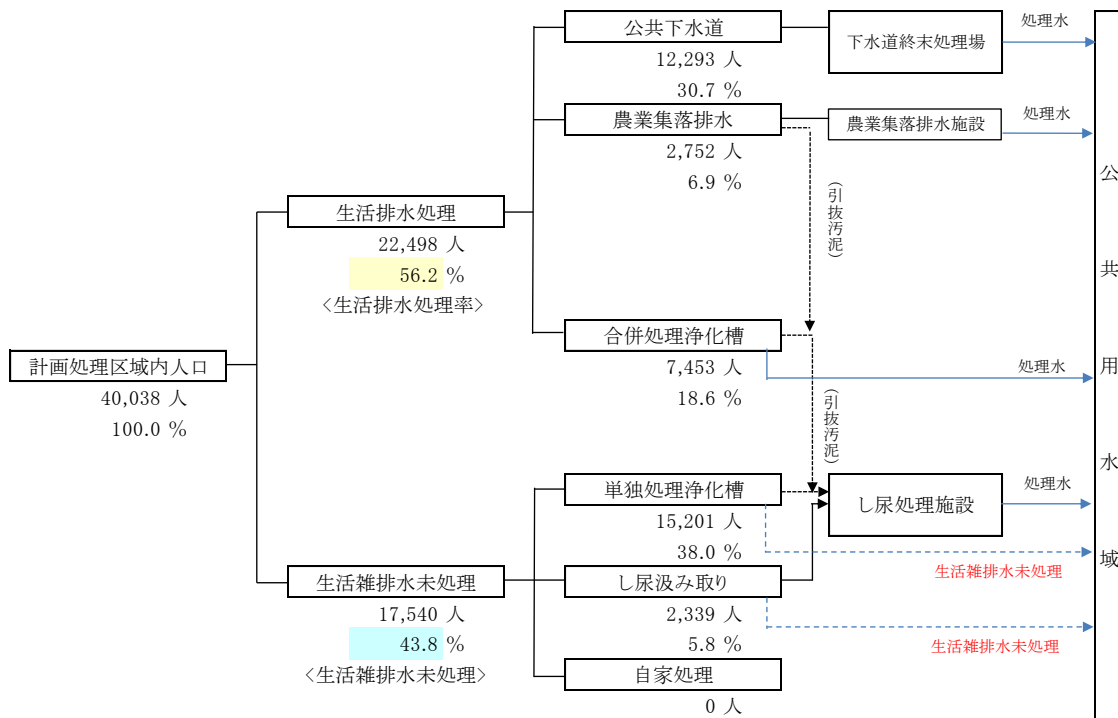 公共下水道
12,293 人
30.7 %
下水道終末処理場
処理水
農業集落排水
2,752 人
6.9 %
農業集落排水施設
処理水
(引抜汚泥)
生活排水処理
22,498 人
56.2 %
<生活排水処理率>
合併処理浄化槽
7,453 人
18.6 %
処理水
(引抜汚泥)
計画処理区域内人口
40,038 人
100.0 %
単独処理浄化槽
15,201 人
38.0 %
し尿処理施設
処理水
生活雑排水未処理
生活雑排水未処理
17,540 人
43.8 %
<生活雑排水未処理>
し尿汲み取り
2,339 人
5.8 %
生活雑排水未処理
自家処理
0 人
公共用水域